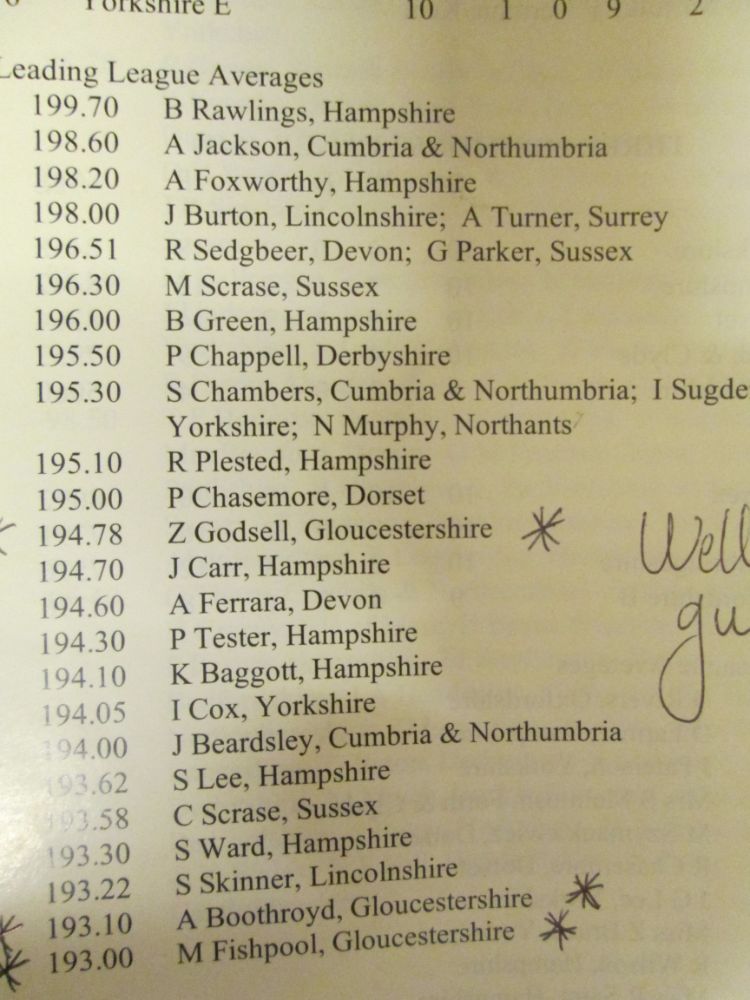 Yorkshire E 10 1 0 9 2
Leading League Averages
199.70 B Rawlings, Hampshire
198.60 A Jackson, Cumbria & Northumbria
198.20 A Foxworthy, Hampshire
198.00 J Burton, Lincolnshire; A Turner, Surrey
196.51 R Sedgbeer, Devon; G Parker, Sussex
196.30 M Scrase, Sussex
196.00 B Green, Hampshire
195.50 P Chappell, Derbyshire
195.30 S Chambers, Cumbria & Northumbria; I Sugde
Yorkshire; N Murphy, Northants
195.10 R Plested, Hampshire
195.00 P Chasemore, Dorset
194.78 Z Godsell, Gloucestershire * Well
194.70 J Carr, Hampshire
194.60 A Ferrara, Devon gu
194.30 P Tester, Hampshire
194.10 K Baggott, Hampshire
194.05 I Cox, Yorkshire
194.00 J Beardsley, Cumbria & Northumbria
193.62 S Lee, Hampshire
193.58 C Scrase, Sussex
193.30 S Ward, Hampshire
193.22 S Skinner, Lincolnshire
* 193.10 A Boothroyd, Gloucestershire *
* 193.00 M Fishpool, Gloucestershire *